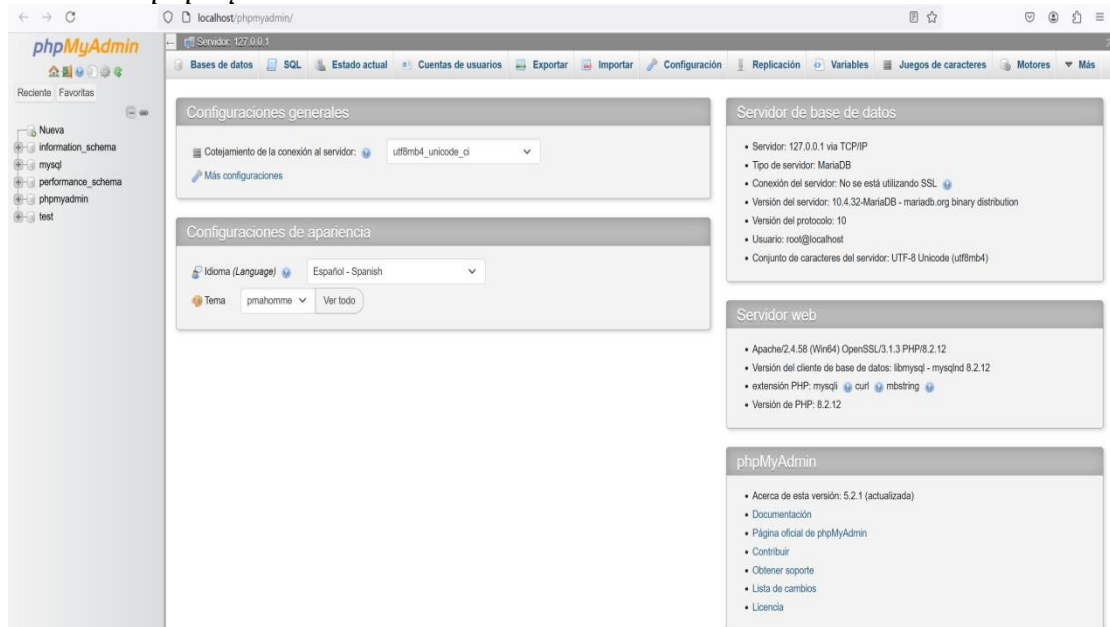 localhost/phpmyadmin/
phpMyAdmin
Reciente Favoritas
Nueva
information_schema
mysql
performance_schema
phpmyadmin
test
Servidor: 127.0.0.1
Bases de datos SQL Estado actual Cuentas de usuarios Exportar Importar Configuración Replicación Variables Juegos de caracteres Motores Más
Configuraciones generales
Cotejamiento de la conexión al servidor: utf8mb4_unicode_ci
Más configuraciones
Configuraciones de apariencia
Idioma (Language) Español - Spanish
Tema pmahomme Ver todo
Servidor de base de datos
• Servidor: 127.0.0.1 via TCP/IP
• Tipo de servidor: MariaDB
• Conexión del servidor: No se está utilizando SSL
• Versión del servidor: 10.4.32-MariaDB - mariadb.org binary distribution
• Versión del protocolo: 10
• Usuario: root@localhost
• Conjunto de caracteres del servidor: UTF-8 Unicode (utf8mb4)
Servidor web
• Apache/2.4.58 (Win64) OpenSSL/3.1.3 PHP/8.2.12
• Versión del cliente de base de datos: libmysql - mysqlnd 8.2.12
• extensión PHP: mysqli curl mbstring
• Versión de PHP: 8.2.12
phpMyAdmin
• Acerca de esta versión: 5.2.1 (actualizada)
• Documentación
• Página oficial de phpMyAdmin
• Contribuir
• Obtener soporte
• Lista de cambios
• Licencia